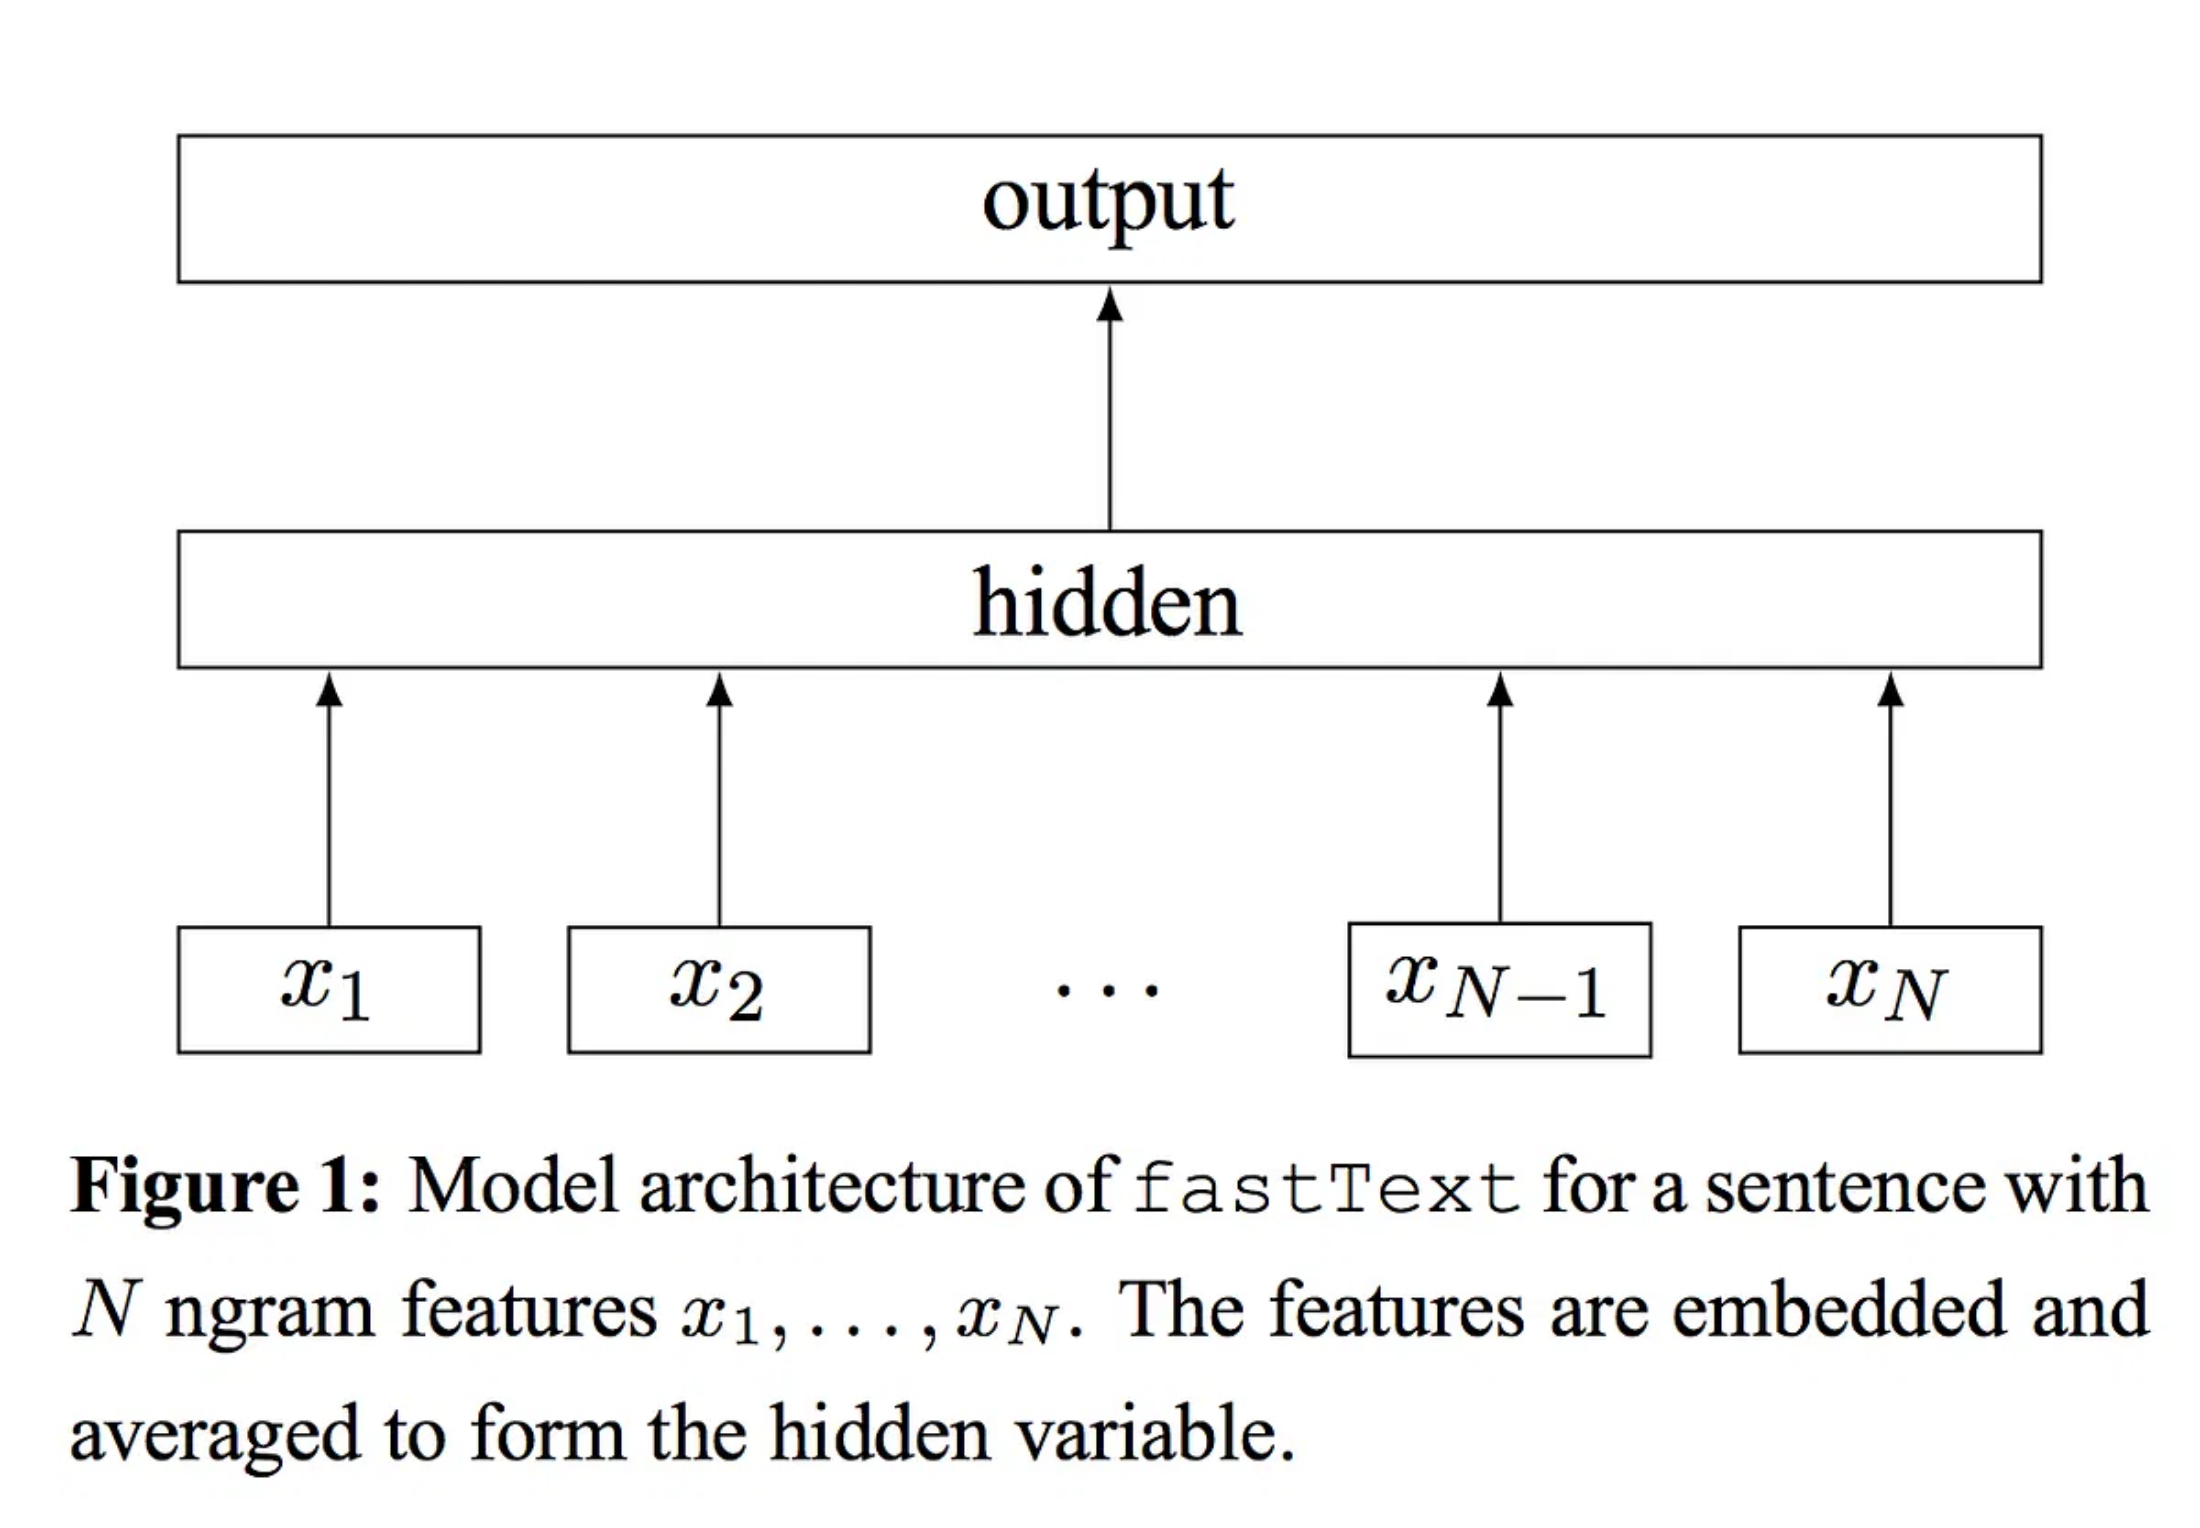 output
hidden
x1 x2 ... xN−1 xN
Figure 1: Model architecture of fastText for a sentence with
N ngram features x1, . . . , xN. The features are embedded and
averaged to form the hidden variable.